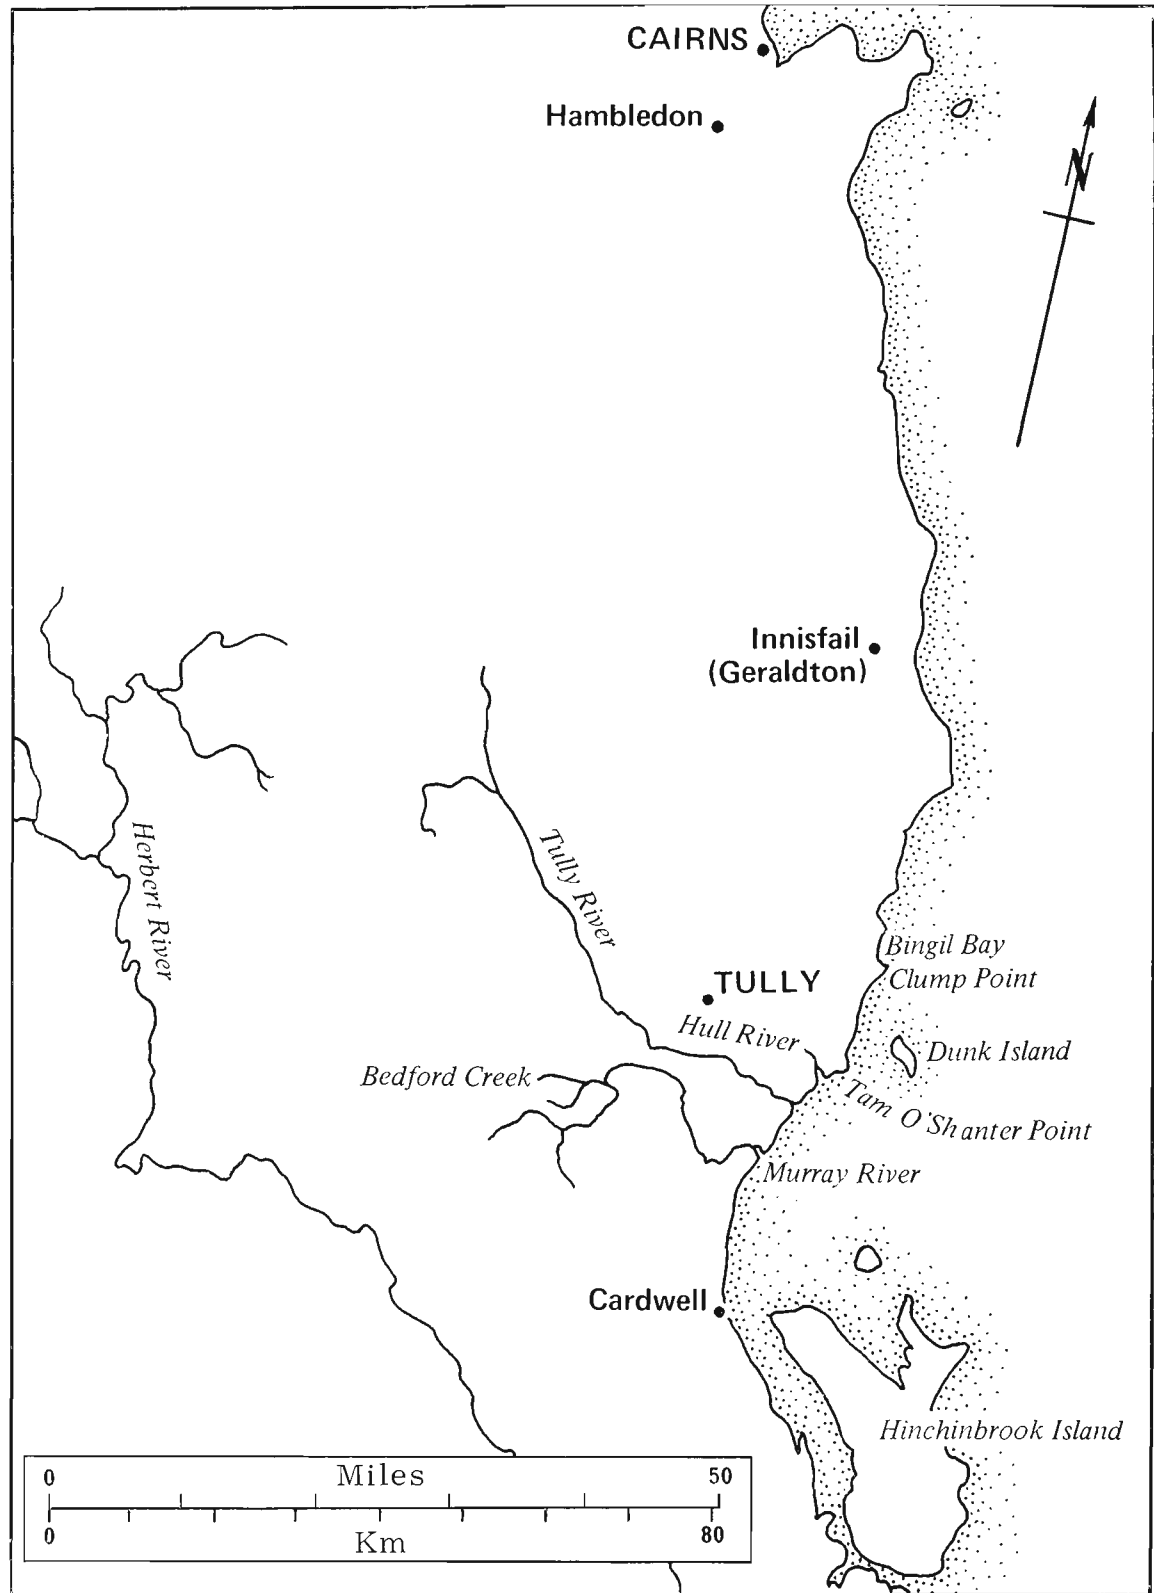 CAIRNS
Hambledon
N
Innisfail
(Geraldton)
Herbert River
Tully River
Bingil Bay
Clump Point
TULLY
Hull River
Dunk Island
Bedford Creek
Tam O'Shanter Point
Murray River
Cardwell
Hinchinbrook Island
0 Miles 50
0 Km 80